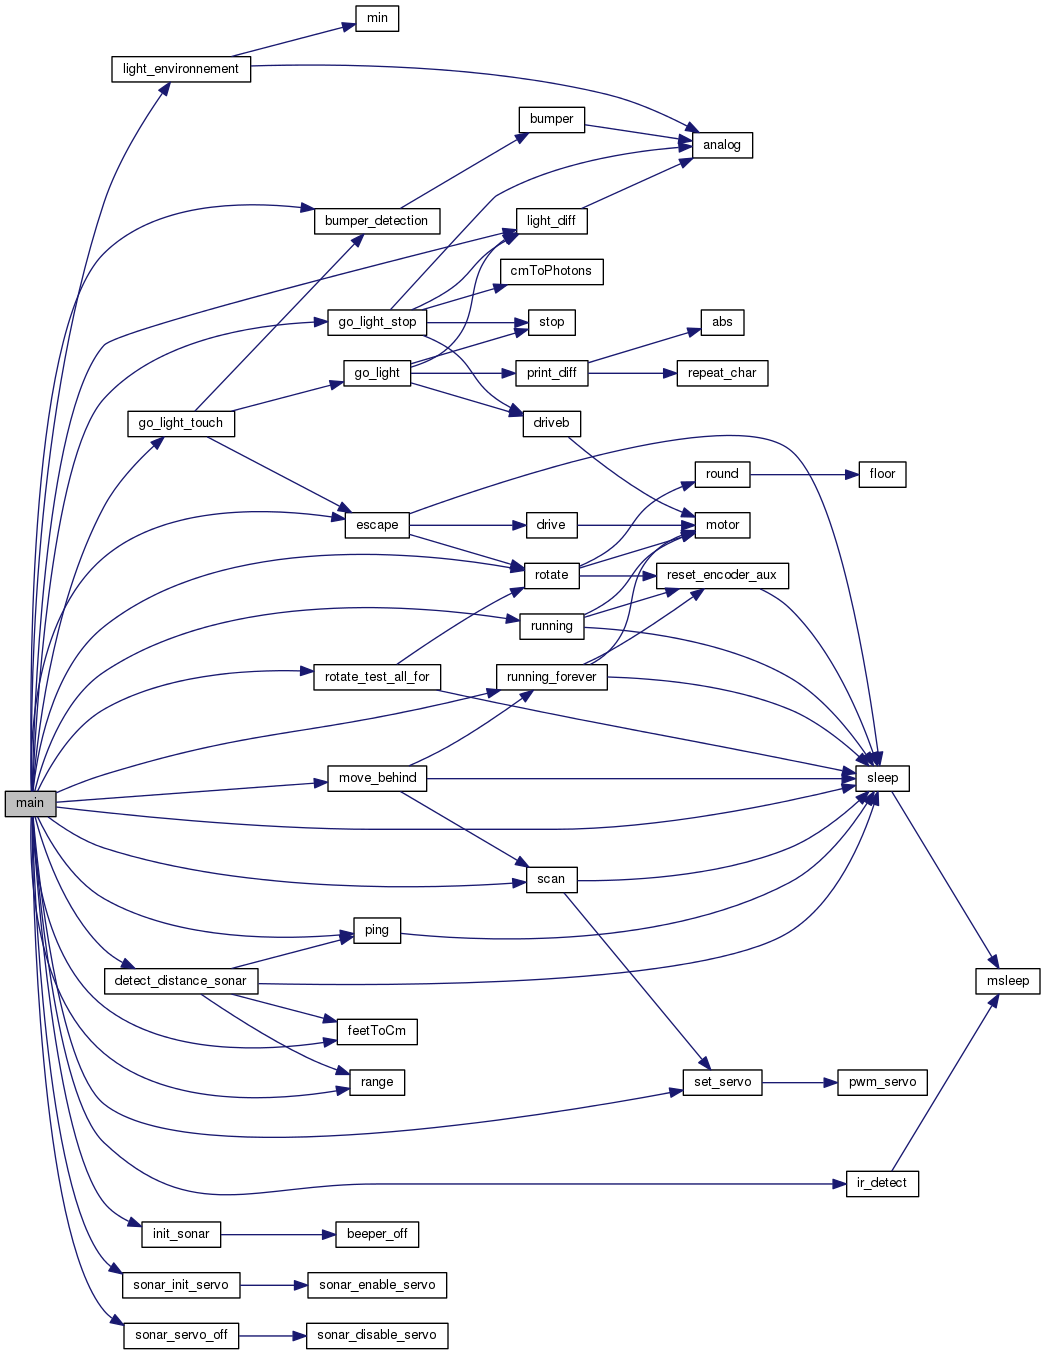 min
light_environnement
bumper
analog
bumper_detection
light_diff
cmToPhotons
go_light_stop
stop
abs
go_light
print_diff
repeat_char
go_light_touch
driveb
round
floor
escape
drive
motor
rotate
reset_encoder_aux
running
rotate_test_all_for
running_forever
move_behind
sleep
main
scan
ping
detect_distance_sonar
msleep
feetToCm
range
set_servo
pwm_servo
ir_detect
init_sonar
beeper_off
sonar_init_servo
sonar_enable_servo
sonar_servo_off
sonar_disable_servo